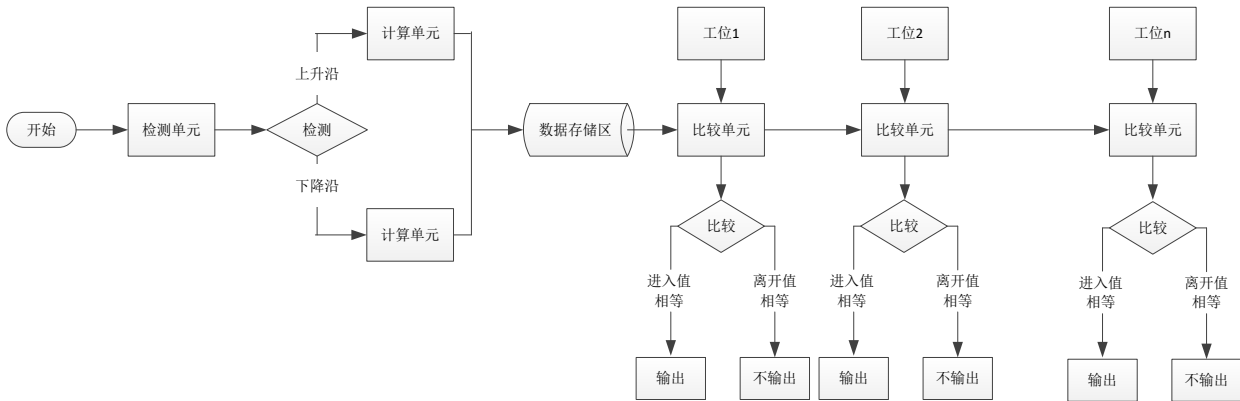 计算单元
工位1
工位2
工位n
上升沿
开始
检测单元
检测
数据存储区
比较单元
比较单元
比较单元
下降沿
计算单元
比较
比较
比较
进入值
相等
离开值
相等
进入值
相等
离开值
相等
进入值
相等
离开值
相等
输出
不输出
输出
不输出
输出
不输出